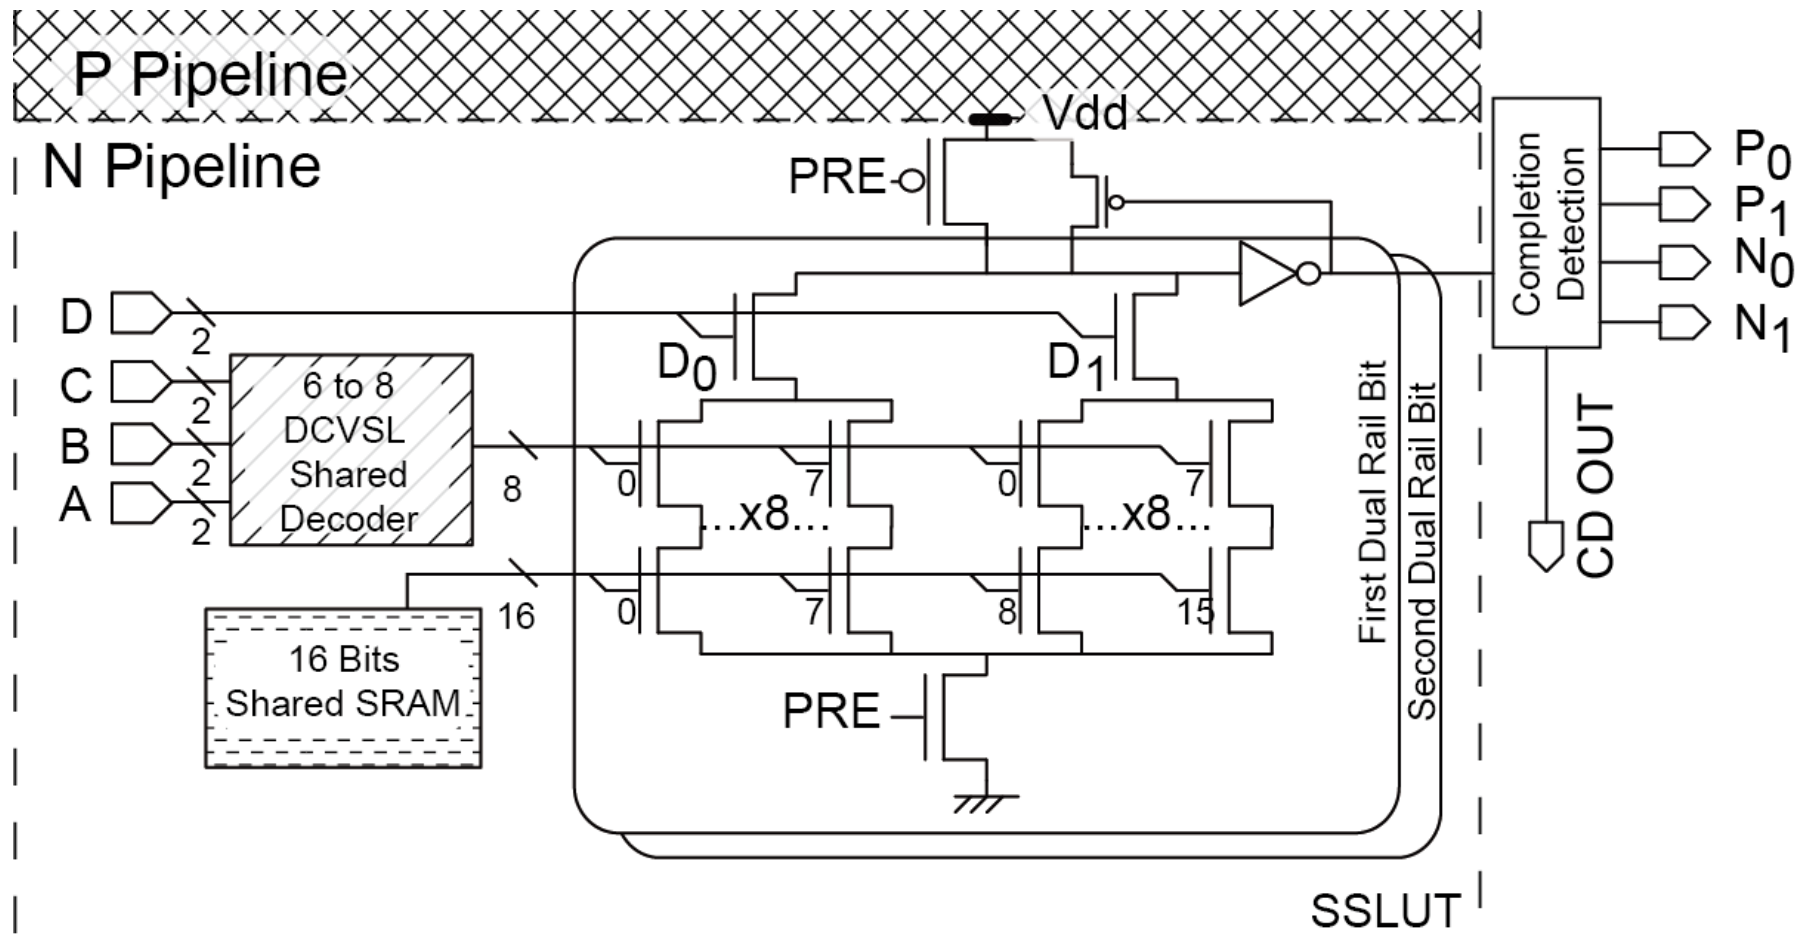 P Pipeline
N Pipeline
Vdd
PRE
D
2
C
2
B
2
A
2
6 to 8
DCVSL
Shared
Decoder
8
16 Bits
Shared SRAM
16
D0
D1
0
7
0
7
...x8...
...x8...
0
7
8
15
PRE
First Dual Rail Bit
Second Dual Rail Bit
SSLUT
Completion
Detection
P0
P1
N0
N1
CD OUT